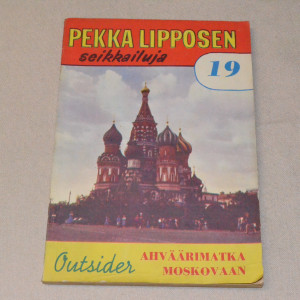 PEKKA LIPPOSEN
seikkailuja
19
Outsider
AHVÄÄRIMATKA
MOSKOVAAN